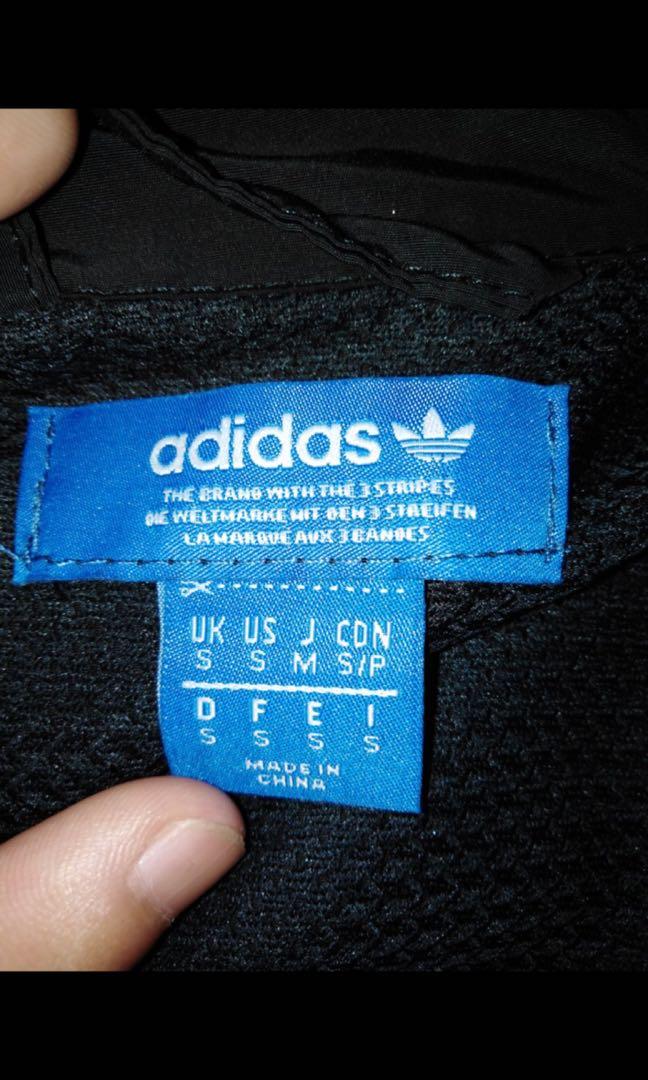 adidas
THE BRAND WITH THE 3 STRIPES
DIE WELTMARKE MIT DEN 3 STREIFEN
LA MARQUE AUX 3 BANDES
UK US J CDN
S S M S/P
D F E I
S S S S
MADE IN
CHINA